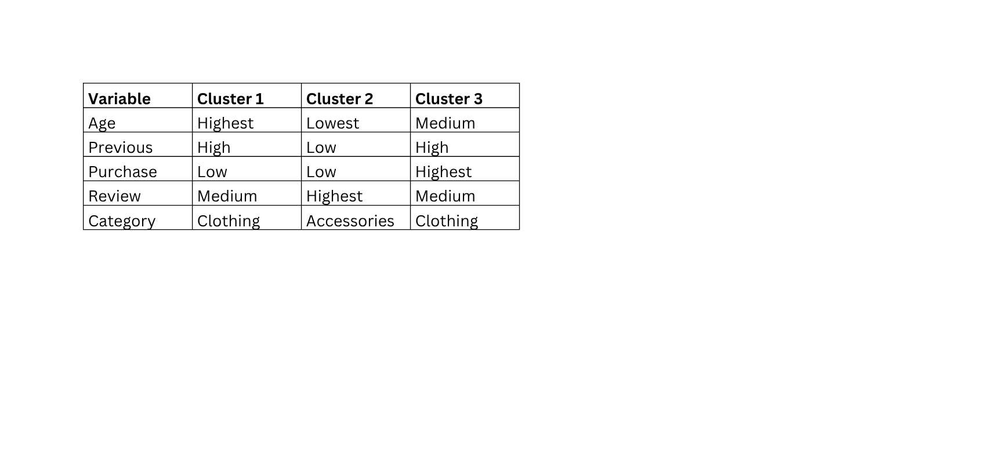 Variable Cluster 1 Cluster 2 Cluster 3
Age Highest Lowest Medium
Previous High Low High
Purchase Low Low Highest
Review Medium Highest Medium
Category Clothing Accessories Clothing